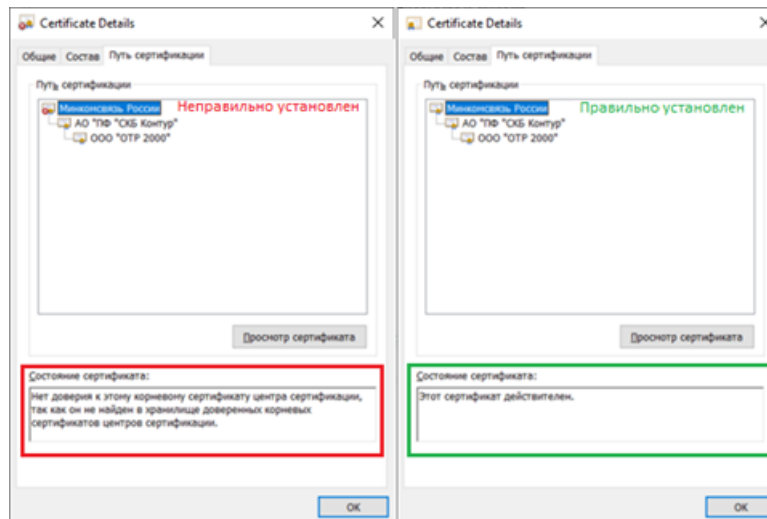 Certificate Details
Общие Состав Путь сертификации
Путь сертификации
Минкомсвязь России Неправильно установлен
АО "ПФ "СКБ Контур"
ООО "ОТР 2000"
Просмотр сертификата
Состояние сертификата:
Нет доверия к этому корневому сертификату центра сертификации,
так как он не найден в хранилище доверенных корневых
сертификатов центров сертификации.
OK
Certificate Details
Общие Состав Путь сертификации
Путь сертификации
Минкомсвязь России Правильно установлен
АО "ПФ "СКБ Контур"
ООО "ОТР 2000"
Просмотр сертификата
Состояние сертификата:
Этот сертификат действителен.
OK